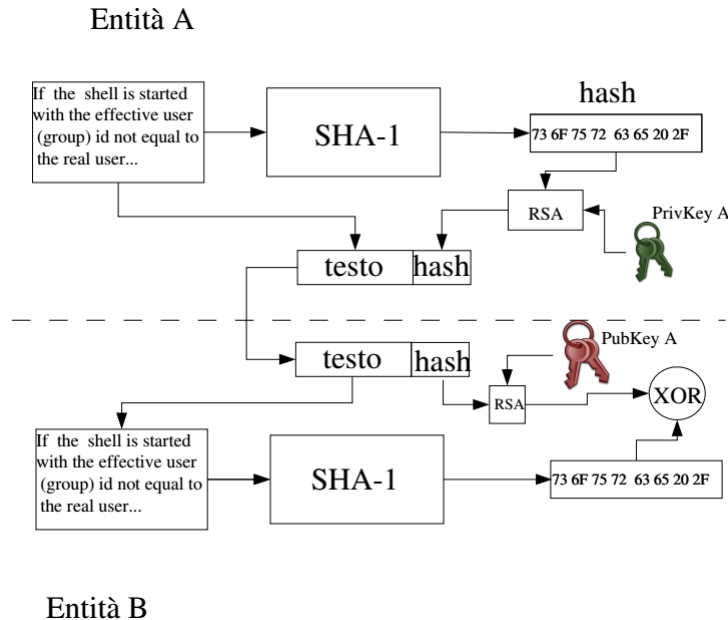 Entità A
If the shell is started
with the effective user
(group) id not equal to
the real user...
SHA-1
hash
73 6F 75 72 63 65 20 2F
RSA
PrivKey A
testo
hash
PubKey A
testo
hash
RSA
XOR
If the shell is started
with the effective user
(group) id not equal to
the real user...
SHA-1
73 6F 75 72 63 65 20 2F
Entità B